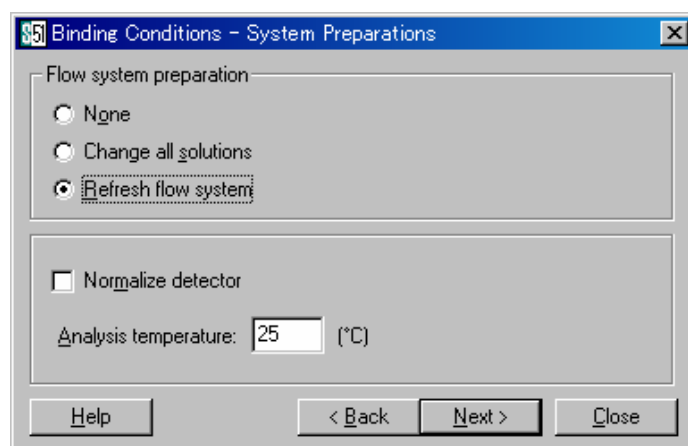 S51 Binding Conditions - System Preparations
Flow system preparation
None
Change all solutions
Refresh flow system
Normalize detector
Analysis temperature: 25 (°C)
Help < Back Next > Close